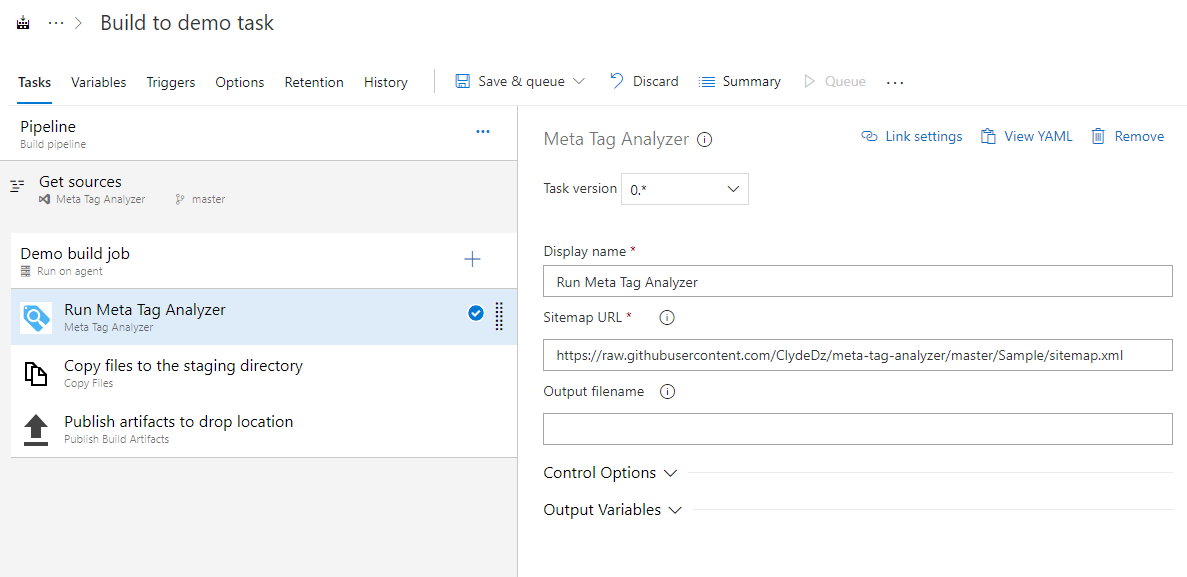 Build to demo task
Tasks Variables Triggers Options Retention History Save & queue Discard Summary Queue
Pipeline
Build pipeline
Get sources
Meta Tag Analyzer master
Demo build job
Run on agent
Run Meta Tag Analyzer
Meta Tag Analyzer
Copy files to the staging directory
Copy Files
Publish artifacts to drop location
Publish Build Artifacts
Meta Tag Analyzer Link settings View YAML Remove
Task version 0.*
Display name *
Run Meta Tag Analyzer
Sitemap URL *
https://raw.githubusercontent.com/ClydeDz/meta-tag-analyzer/master/Sample/sitemap.xml
Output filename
Control Options
Output Variables